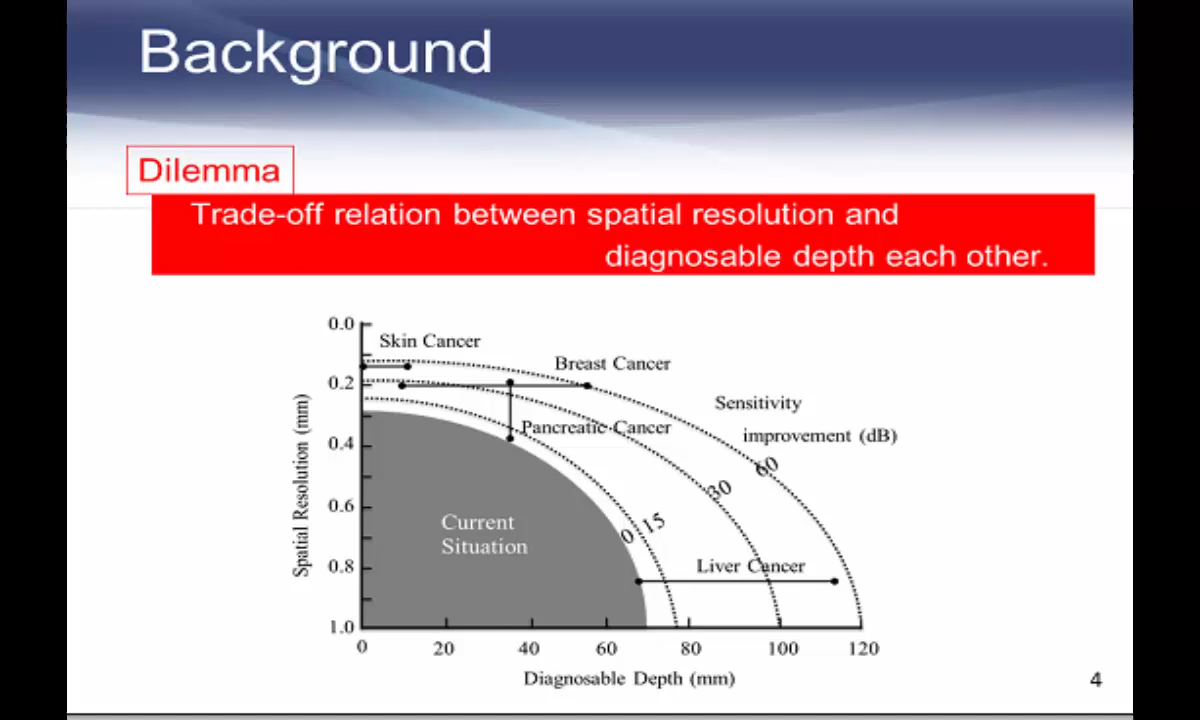 Background
Dilemma
Trade-off relation between spatial resolution and
diagnosable depth each other.
0.0
0.2
0.4
0.6
0.8
1.0
Spatial Resolution (mm)
Skin Cancer
Breast Cancer
Pancreatic Cancer
Sensitivity
improvement (dB)
60
30
15
0
Current
Situation
Liver Cancer
0
20
40
60
80
100
120
Diagnosable Depth (mm)
4